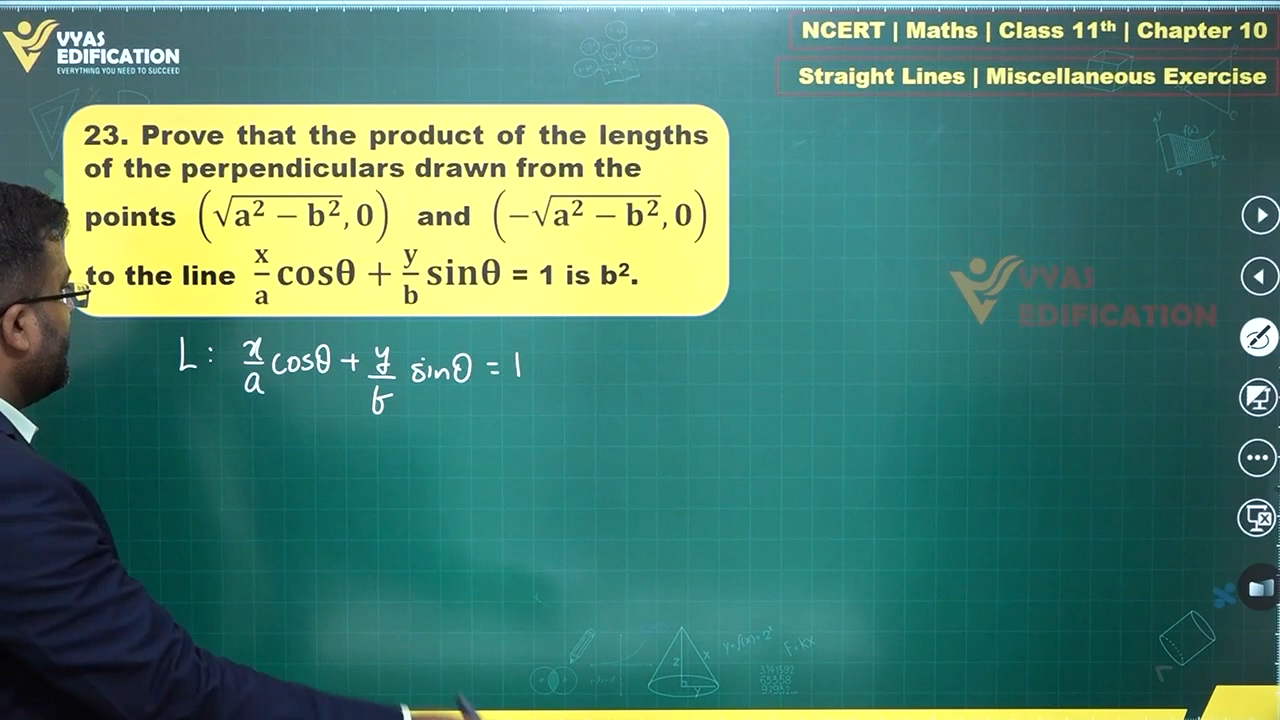 VYAS
EDIFICATION
EVERYTHING YOU NEED TO SUCCEED
NCERT | Maths | Class 11th | Chapter 10
Straight Lines | Miscellaneous Exercise
23. Prove that the product of the lengths
of the perpendiculars drawn from the
points (√a² − b², 0) and (−√a² − b², 0)
to the line x/a cosθ + y/b sinθ = 1 is b².
L : x/a cosθ + y/b sinθ = 1
VYAS
EDIFICATION